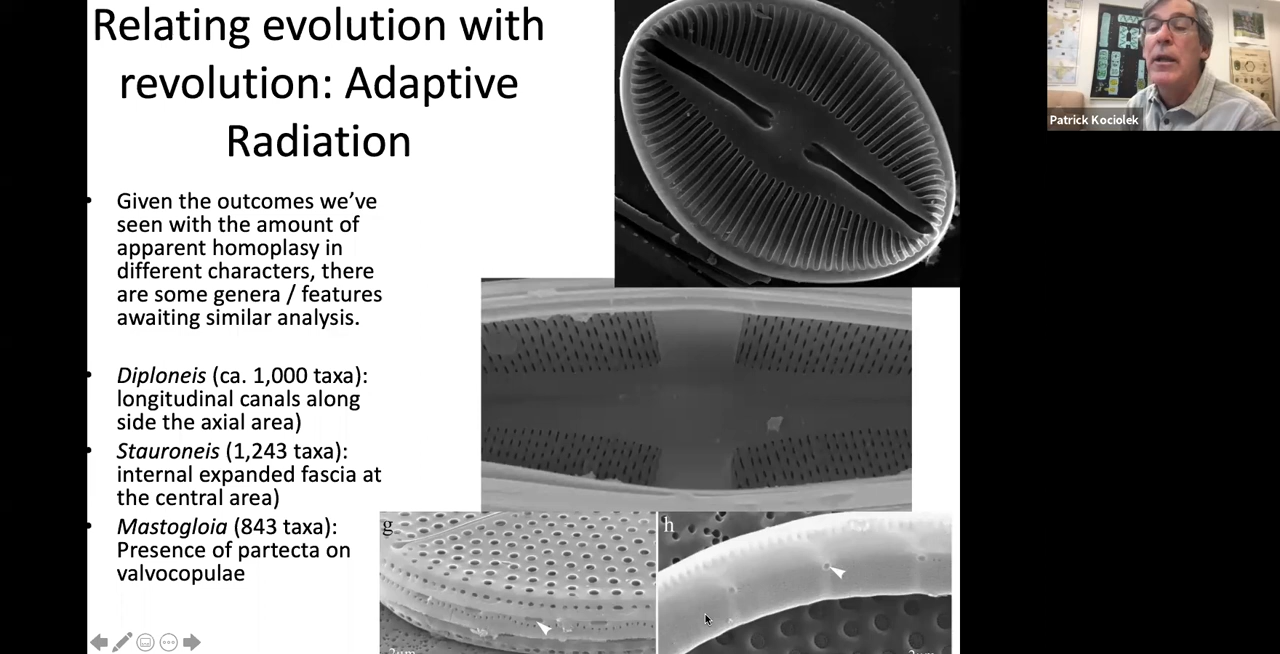 Relating evolution with
revolution: Adaptive
Radiation
• Given the outcomes we've
seen with the amount of
apparent homoplasy in
different characters, there
are some genera / features
awaiting similar analysis.
• Diploneis (ca. 1,000 taxa):
longitudinal canals along
side the axial area)
• Stauroneis (1,243 taxa):
internal expanded fascia at
the central area)
• Mastogloia (843 taxa):
Presence of partecta on
valvocopulae
g
h
Patrick Kociolek